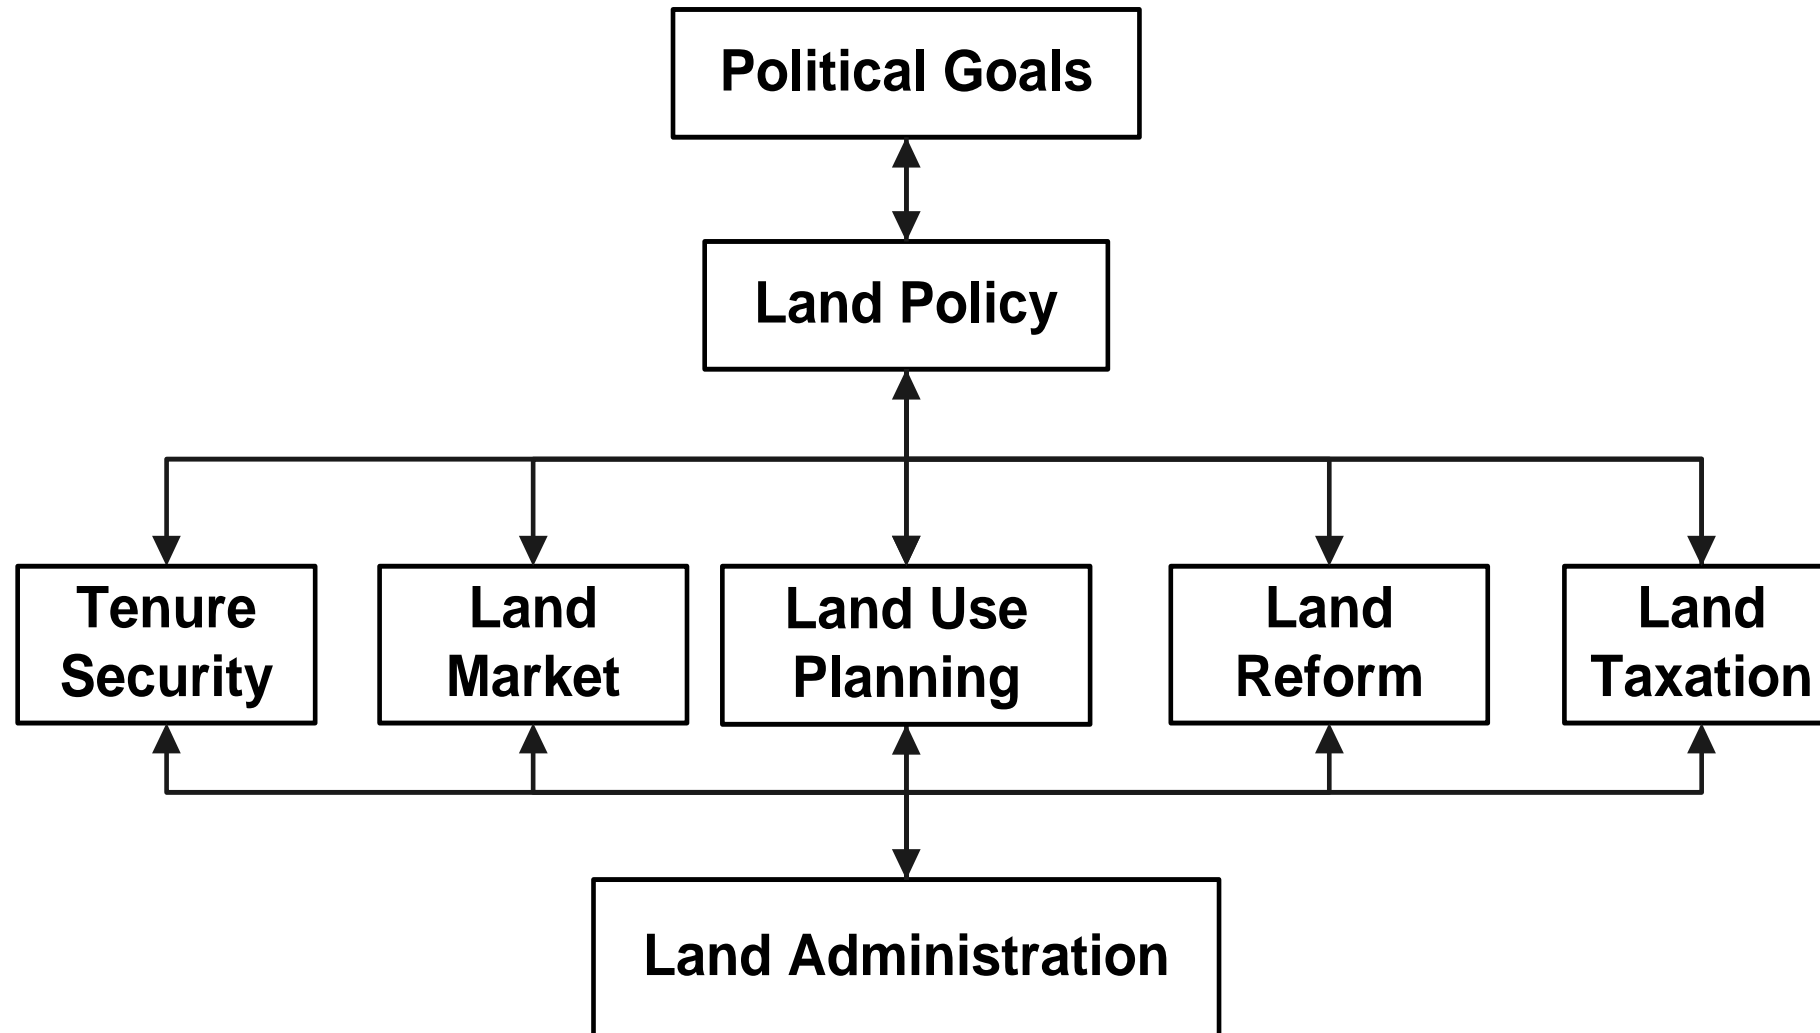 Political Goals
Land Policy
Tenure
Security
Land
Market
Land Use
Planning
Land
Reform
Land
Taxation
Land Administration